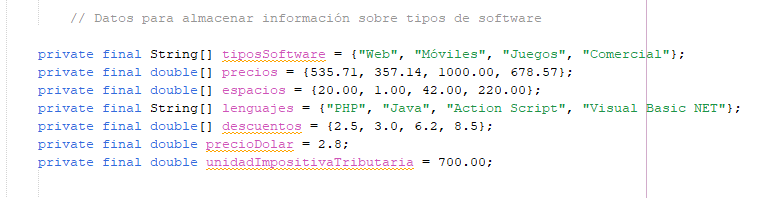 // Datos para almacenar información sobre tipos de software
private final String[] tiposSoftware = {"Web", "Móviles", "Juegos", "Comercial"};
private final double[] precios = {535.71, 357.14, 1000.00, 678.57};
private final double[] espacios = {20.00, 1.00, 42.00, 220.00};
private final String[] lenguajes = {"PHP", "Java", "Action Script", "Visual Basic NET"};
private final double[] descuentos = {2.5, 3.0, 6.2, 8.5};
private final double precioDolar = 2.8;
private final double unidadImpositivaTributaria = 700.00;